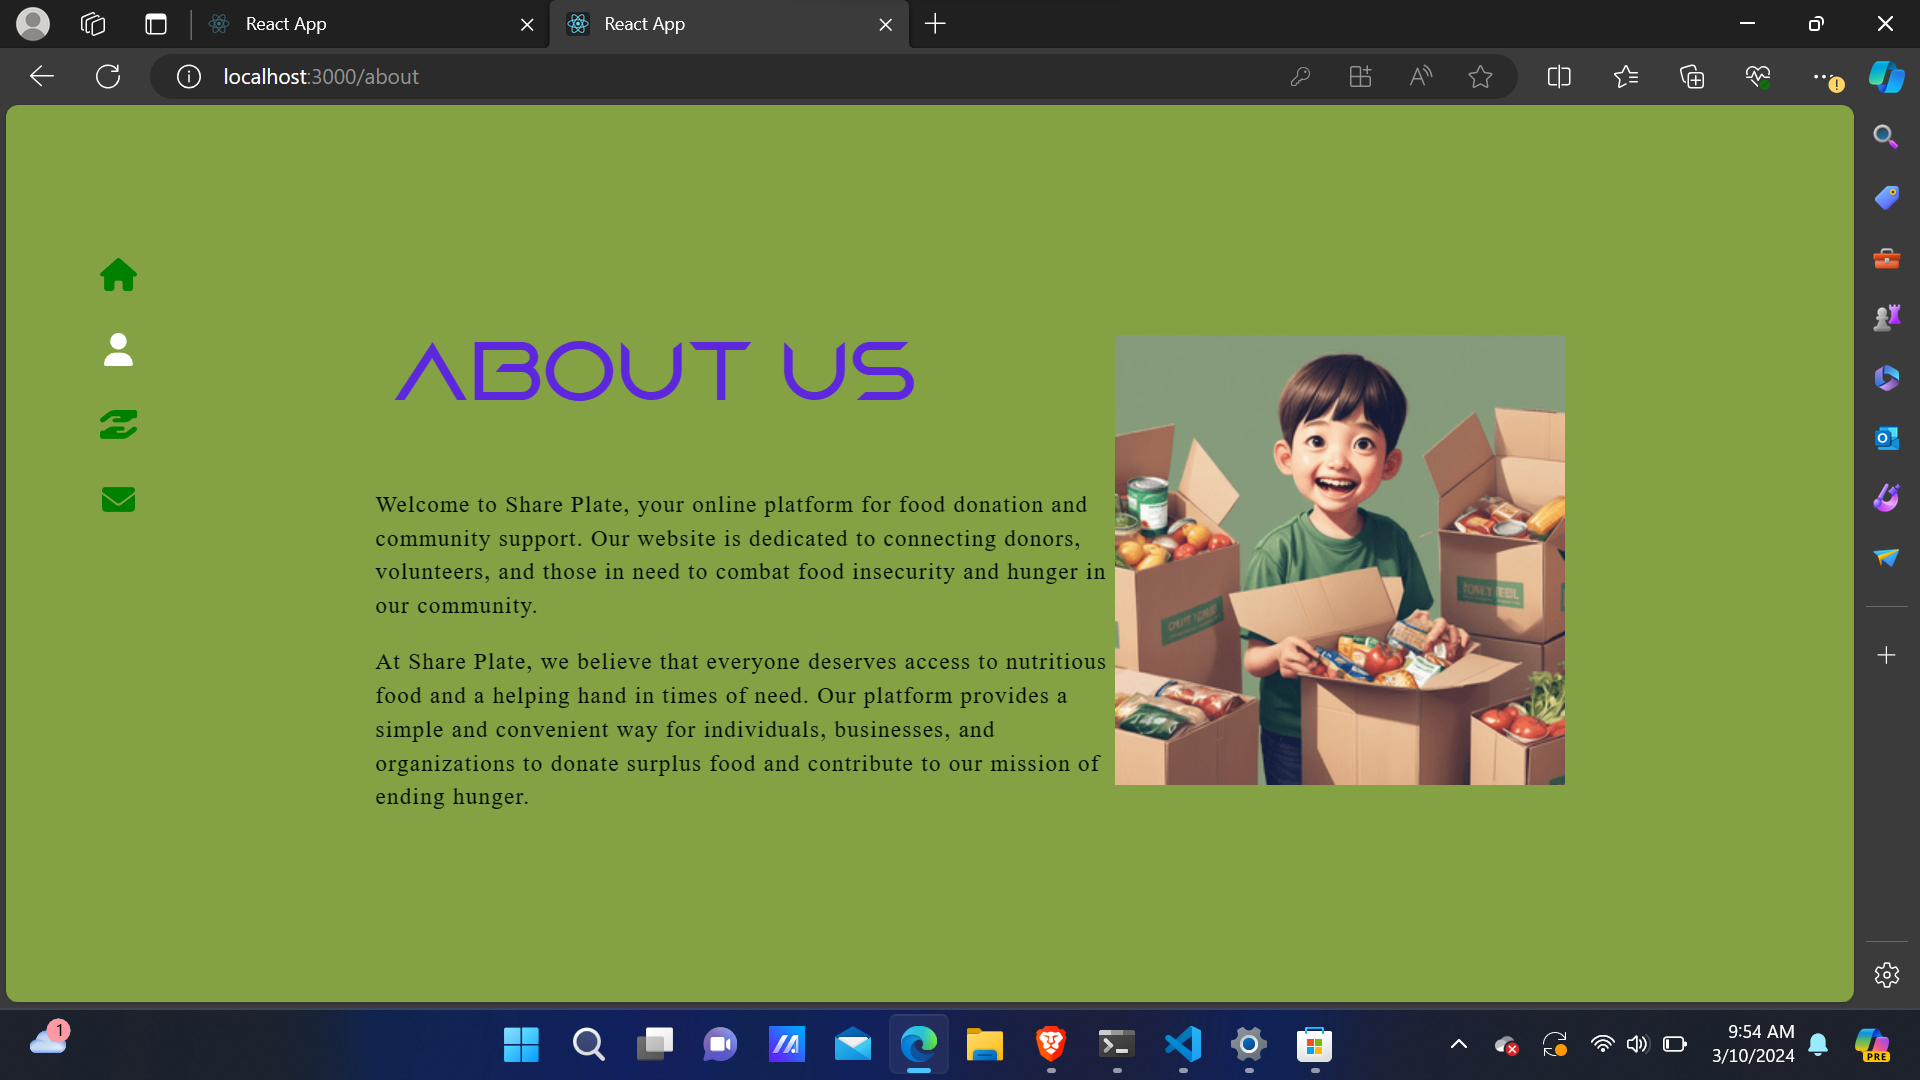 React App
React App
localhost:3000/about
ABOUT US
Welcome to Share Plate, your online platform for food donation and
community support. Our website is dedicated to connecting donors,
volunteers, and those in need to combat food insecurity and hunger in
our community.
At Share Plate, we believe that everyone deserves access to nutritious
food and a helping hand in times of need. Our platform provides a
simple and convenient way for individuals, businesses, and
organizations to donate surplus food and contribute to our mission of
ending hunger.
1
9:54 AM
3/10/2024
PRE